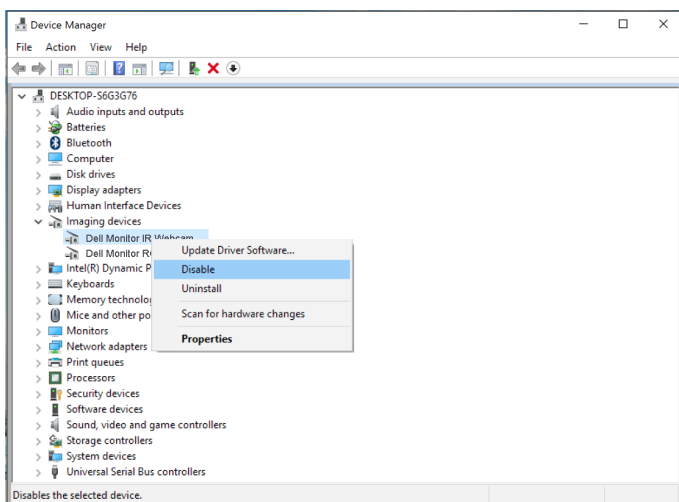 Device Manager
File Action View Help
DESKTOP-S6G3G76
Audio inputs and outputs
Batteries
Bluetooth
Computer
Disk drives
Display adapters
Human Interface Devices
Imaging devices
Dell Monitor IR Webcam
Dell Monitor
Intel(R) Dynamic
Keyboards
Memory
Mice and other
Monitors
Network adapters
Print queues
Processors
Security devices
Software devices
Sound, video and game controllers
Storage controllers
System devices
Universal Serial Bus controllers
Update Driver Software...
Disable
Uninstall
Scan for hardware changes
Properties
Disables the selected device.